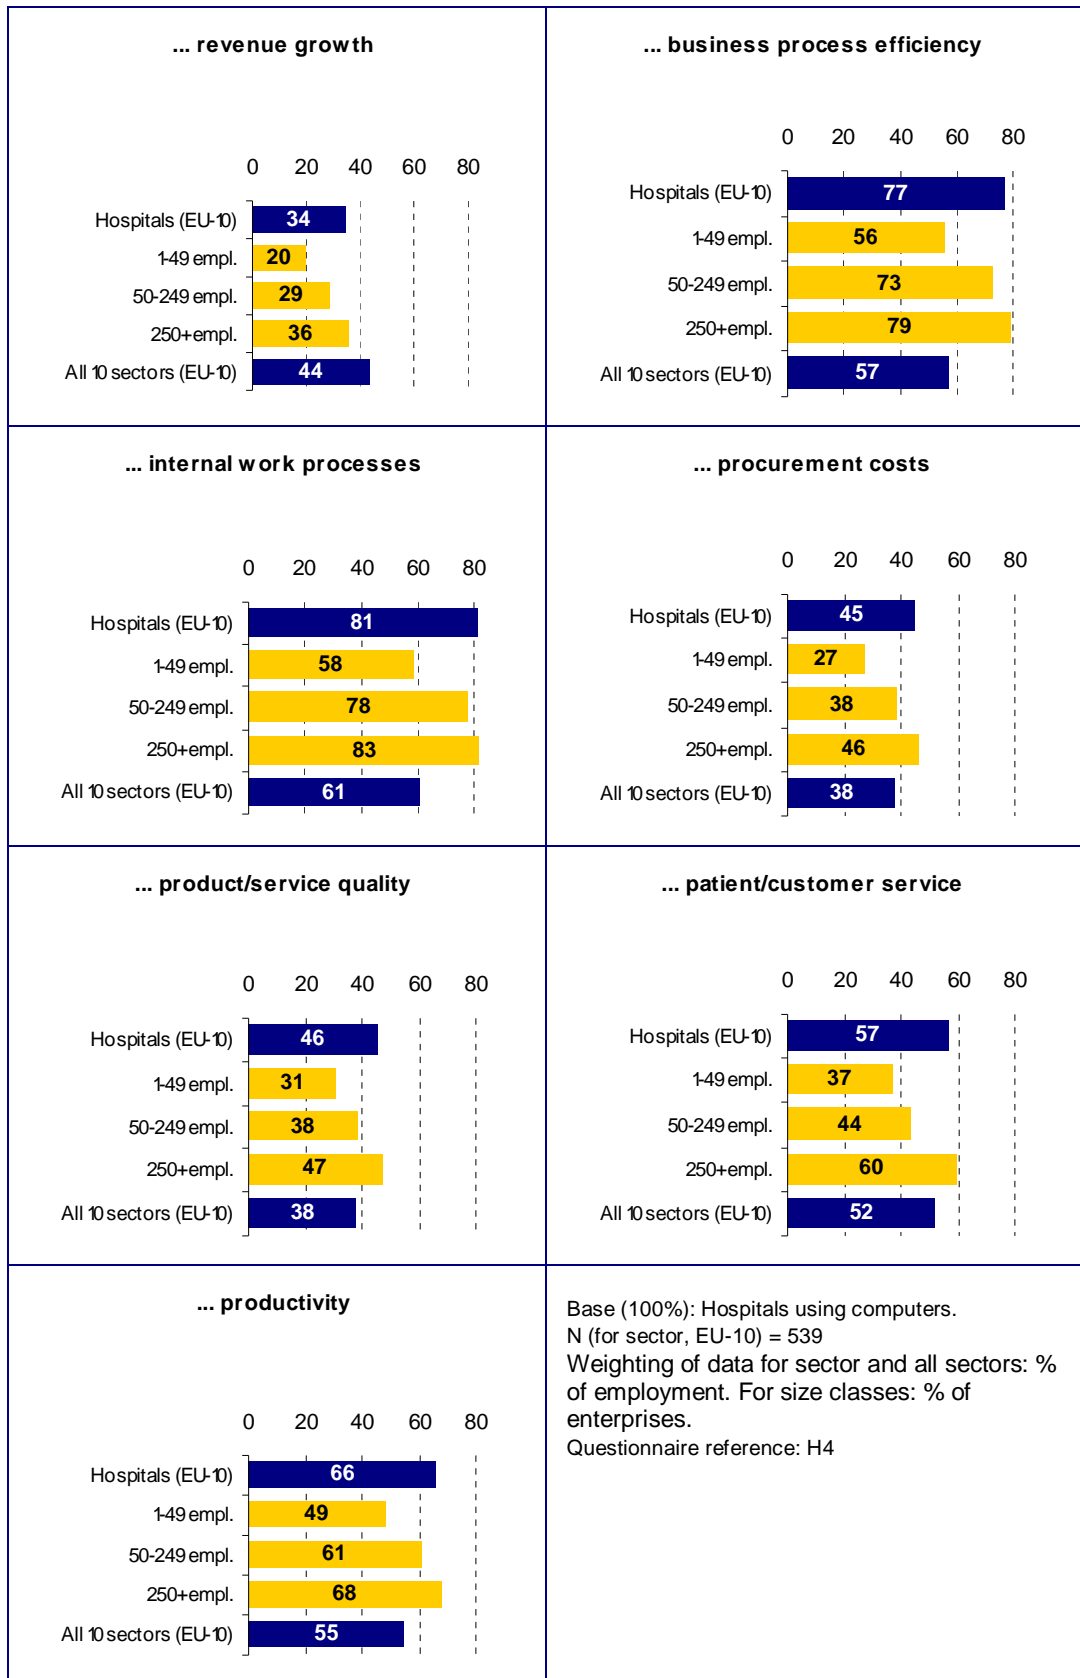 ... revenue growth
0 20 40 60 80
Hospitals (EU-10) 34
1-49 empl. 20
50-249 empl. 29
250+empl. 36
All 10 sectors (EU-10) 44
... business process efficiency
0 20 40 60 80
Hospitals (EU-10) 77
1-49 empl. 56
50-249 empl. 73
250+empl. 79
All 10 sectors (EU-10) 57
... internal work processes
0 20 40 60 80
Hospitals (EU-10) 81
1-49 empl. 58
50-249 empl. 78
250+empl. 83
All 10 sectors (EU-10) 61
... procurement costs
0 20 40 60 80
Hospitals (EU-10) 45
1-49 empl. 27
50-249 empl. 38
250+empl. 46
All 10 sectors (EU-10) 38
... product/service quality
0 20 40 60 80
Hospitals (EU-10) 46
1-49 empl. 31
50-249 empl. 38
250+empl. 47
All 10 sectors (EU-10) 38
... patient/customer service
0 20 40 60 80
Hospitals (EU-10) 57
1-49 empl. 37
50-249 empl. 44
250+empl. 60
All 10 sectors (EU-10) 52
... productivity
0 20 40 60 80
Hospitals (EU-10) 66
1-49 empl. 49
50-249 empl. 61
250+empl. 68
All 10 sectors (EU-10) 55
Base (100%): Hospitals using computers.
N (for sector, EU-10) = 539
Weighting of data for sector and all sectors: %
of employment. For size classes: % of
enterprises.
Questionnaire reference: H4